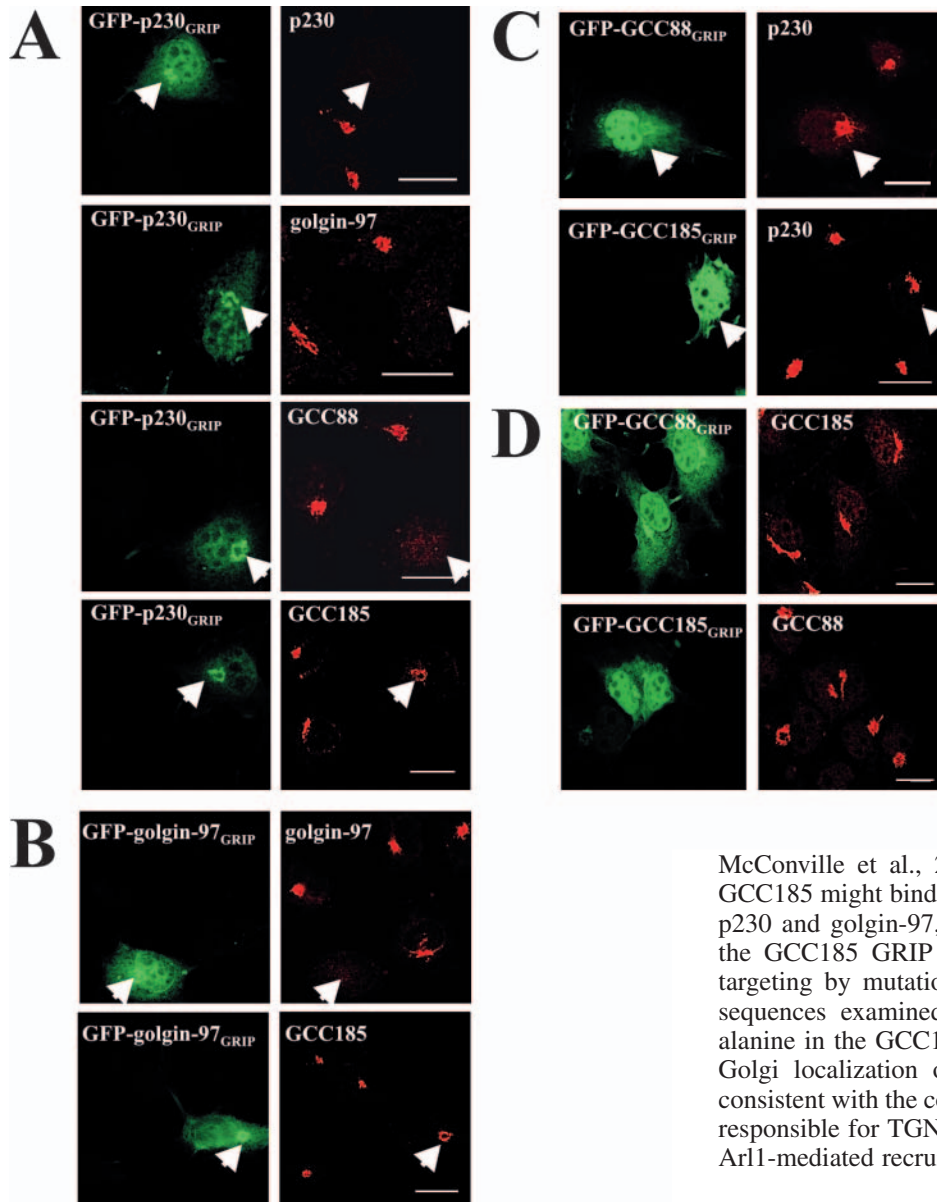 A
GFP-p230GRIP
p230
GFP-p230GRIP
golgin-97
GFP-p230GRIP
GCC88
GFP-p230GRIP
GCC185
B
GFP-golgin-97GRIP
golgin-97
GFP-golgin-97GRIP
GCC185
C
GFP-GCC88GRIP
p230
GFP-GCC185GRIP
p230
D
GFP-GCC88GRIP
GCC185
GFP-GCC185GRIP
GCC88
McConville et al., 2
GCC185 might bind
p230 and golgin-97,
the GCC185 GRIP
targeting by mutatio
sequences examined
alanine in the GCC1
Golgi localization o
consistent with the co
responsible for TGN
Arl1-mediated recru